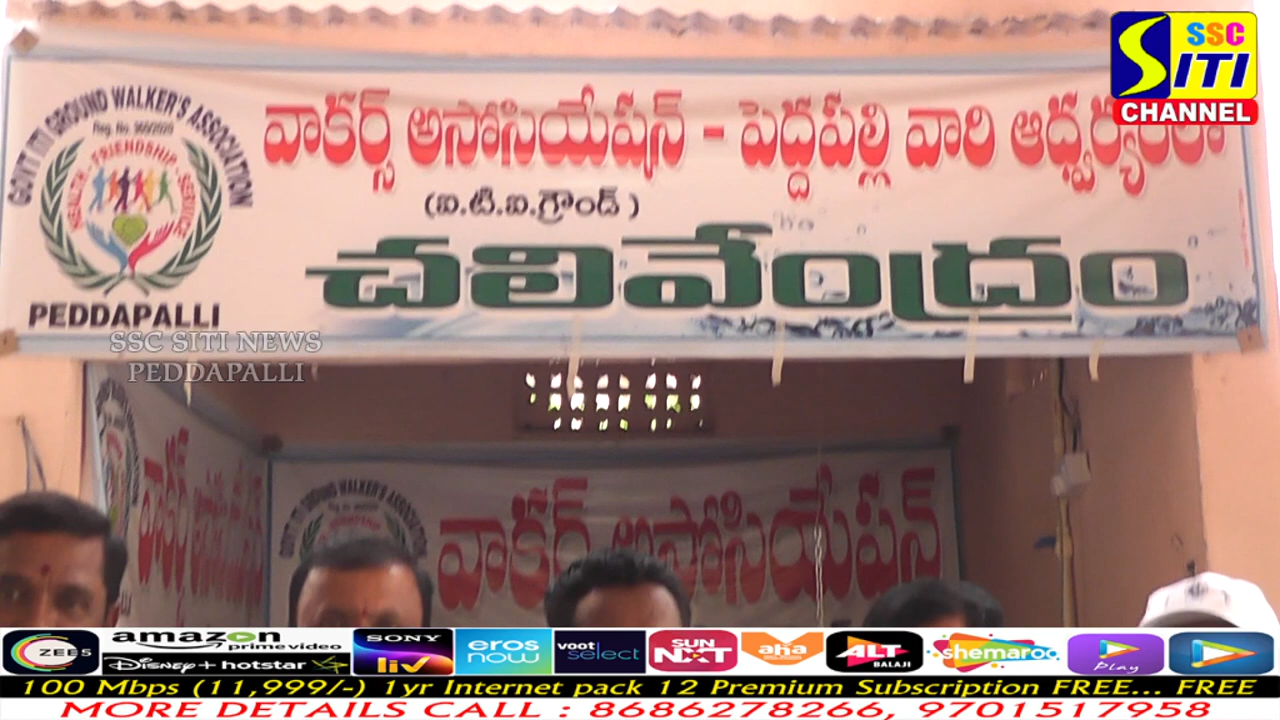 SSC
SITI
CHANNEL
GOVT ITI GROUND WALKER'S ASSOCIATION
HEALTH . FRIENDSHIP . SERVICE
PEDDAPALLI
వాకర్స్ అసోసియేషన్ - పెద్దపల్లి వారి ఆధ్వర్యంలో
(ఐ.టి.ఐ.గ్రౌండ్)
చలివేంద్రం
SSC SITI NEWS
PEDDAPALLI
వాకర్స్ అసోసియేషన్
ZEE5
amazon
prime video
Disney+ hotstar
SONY
liv
eros
now
voot select
SUN
NXT
aha
ALT
BALAJI
shemaroo
Play
100 Mbps (11,999/-) 1yr Internet pack 12 Premium Subscription FREE... FREE
MORE DETAILS CALL : 8686278266, 9701517958